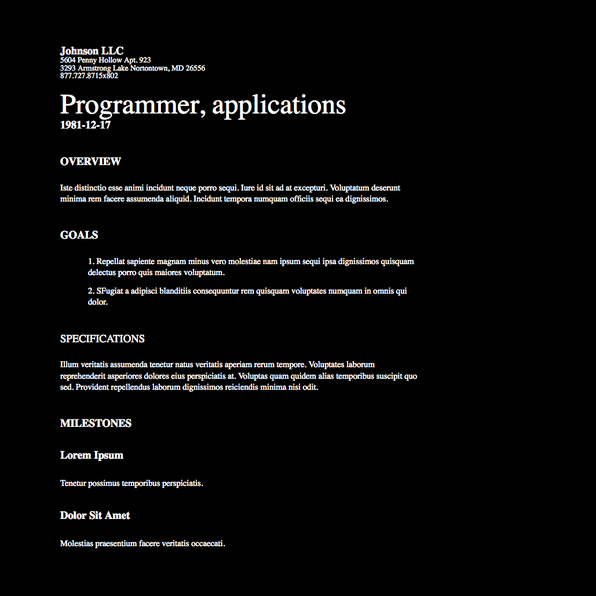 Johnson LLC
5604 Penny Hollow Apt. 923
3293 Armstrong Lake Nortontown, MD 26556
877.727.8715x802
Programmer, applications
1981-12-17
OVERVIEW
Iste distinctio esse animi incidunt neque porro sequi. Iure id sit ad at excepturi. Voluptatum deserunt
minima rem facere assumenda aliquid. Incidunt tempora numquam officiis sequi ea dignissimos.
GOALS
1. Repellat sapiente magnam minus vero molestiae nam ipsum sequi ipsa dignissimos quisquam
delectus porro quis maiores voluptatum.
2. SFugiat a adipisci blanditiis consequuntur rem quisquam voluptates numquam in omnis qui
dolor.
SPECIFICATIONS
Illum veritatis assumenda tenetur natus veritatis aperiam rerum tempore. Voluptates laborum
reprehenderit asperiores dolores eius perspiciatis at. Voluptas quam quidem alias temporibus suscipit quo
sed. Provident repellendus laborum dignissimos reiciendis minima nisi odit.
MILESTONES
Lorem Ipsum
Tenetur possimus temporibus perspiciatis.
Dolor Sit Amet
Molestias praesentium facere veritatis occaecati.